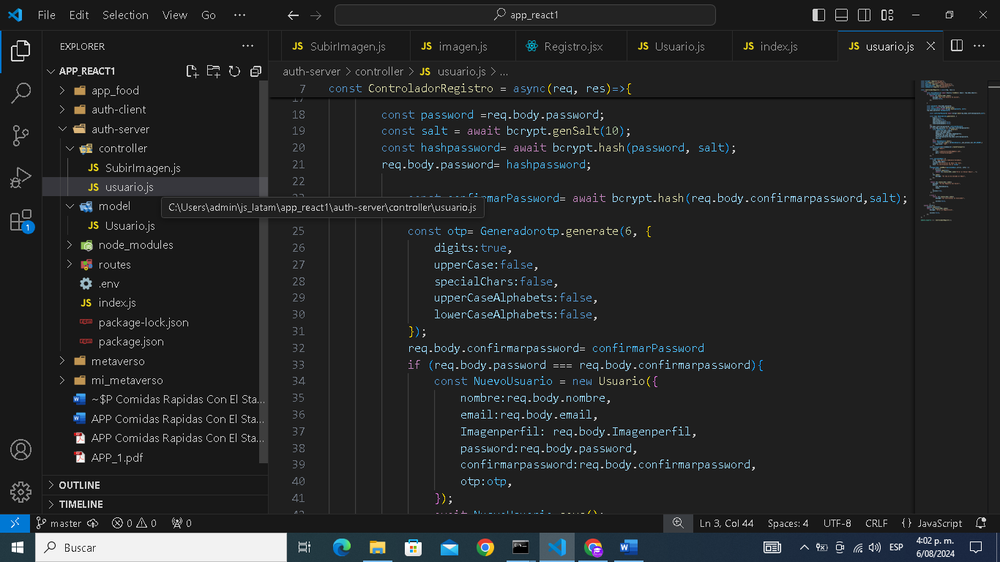 File Edit Selection View Go ··· app_react1
EXPLORER ···
APP_REACT1
app_food
auth-client
auth-server
controller
JS SubirImagen.js
JS usuario.js
model
JS Usuario.js
node_modules
routes
.env
JS index.js
package-lock.json
package.json
metaverso
mi_metaverso
~$P Comidas Rapidas Con El Sta...
APP Comidas Rapidas Con El Sta...
APP Comidas Rapidas Con El Sta...
APP_1.pdf
OUTLINE
TIMELINE
1
C:\Users\admin\js_latam\app_react1\auth-server\controller\usuario.js
JS SubirImagen.js JS imagen.js Registro.jsx JS Usuario.js JS index.js JS usuario.js ···
auth-server > controller > JS usuario.js > ...
7 const ControladorRegistro = async(req, res)=>{
17
18 const password =req.body.password;
19 const salt = await bcrypt.genSalt(10);
20 const hashpassword= await bcrypt.hash(password, salt);
21 req.body.password= hashpassword;
22
const confirmarPassword= await bcrypt.hash(req.body.confirmarpassword,salt);
25 const otp= Generadorotp.generate(6, {
26 digits:true,
27 upperCase:false,
28 specialChars:false,
29 upperCaseAlphabets:false,
30 lowerCaseAlphabets:false,
31 });
32 req.body.confirmarpassword= confirmarPassword
33 if (req.body.password === req.body.confirmarpassword){
34 const NuevoUsuario = new Usuario({
35 nombre:req.body.nombre,
36 email:req.body.email,
37 Imagenperfil: req.body.Imagenperfil,
38 password:req.body.password,
39 confirmarpassword:req.body.confirmarpassword,
40 otp:otp,
41 });
42 await NuevoUsuario.save();
master 0 0 0 Ln 3, Col 44 Spaces: 4 UTF-8 CRLF {} JavaScript
Buscar ESP 4:02 p. m.
6/08/2024